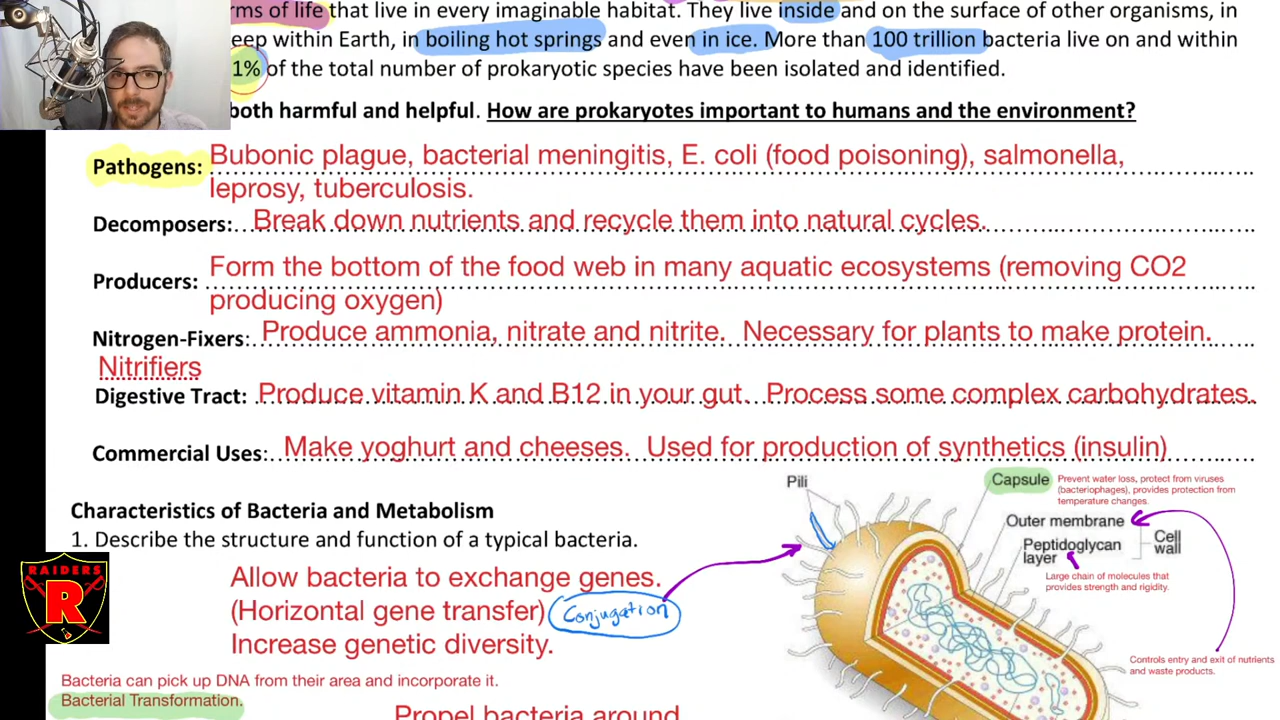 rms of life that live in every imaginable habitat. They live inside and on the surface of other organisms, in
eep within Earth, in boiling hot springs and even in ice. More than 100 trillion bacteria live on and within
1% of the total number of prokaryotic species have been isolated and identified.
both harmful and helpful. How are prokaryotes important to humans and the environment?
Pathogens: Bubonic plague, bacterial meningitis, E. coli (food poisoning), salmonella,
leprosy, tuberculosis.
Decomposers: Break down nutrients and recycle them into natural cycles.
Producers: Form the bottom of the food web in many aquatic ecosystems (removing CO2
producing oxygen)
Nitrogen-Fixers: Produce ammonia, nitrate and nitrite. Necessary for plants to make protein.
Nitrifiers
Digestive Tract: Produce vitamin K and B12 in your gut. Process some complex carbohydrates.
Commercial Uses: Make yoghurt and cheeses. Used for production of synthetics (insulin)
Characteristics of Bacteria and Metabolism
1. Describe the structure and function of a typical bacteria.
Allow bacteria to exchange genes.
(Horizontal gene transfer) Conjugation
Increase genetic diversity.
Bacteria can pick up DNA from their area and incorporate it.
Bacterial Transformation.
Propel bacteria around
Pili
Capsule
Prevent water loss, protect from viruses
(bacteriophages), provides protection from
temperature changes.
Outer membrane
Peptidoglycan
layer
Cell
wall
Large chain of molecules that
provides strength and rigidity.
Controls entry and exit of nutrients
and waste products.
RAIDERS
R